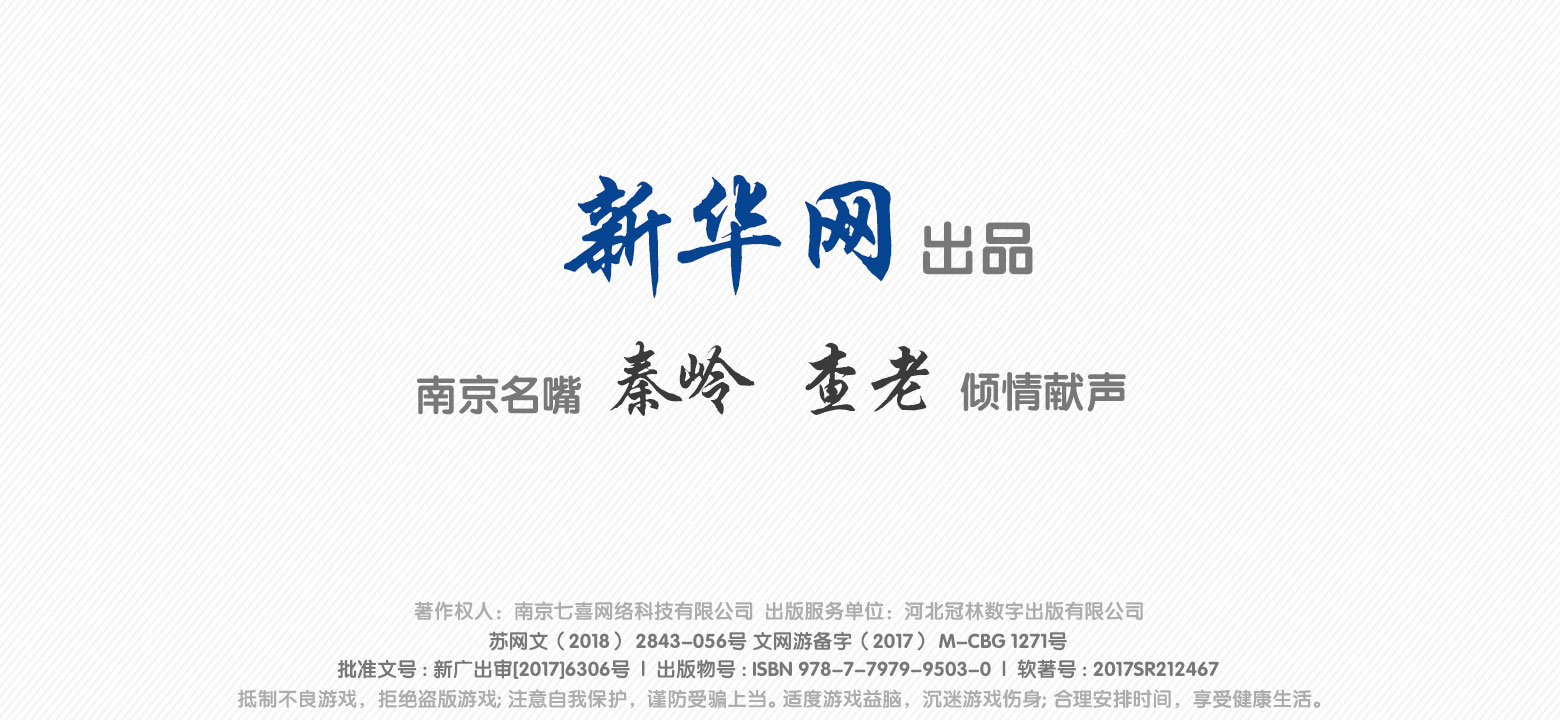 新华网 出品
南京名嘴 秦岭 查老 倾情献声
著作权人：南京七喜网络科技有限公司 出版服务单位：河北冠林数字出版有限公司
苏网文（2018） 2843-056号 文网游备字（2017） M-CBG 1271号
批准文号 : 新广出审[2017]6306号 | 出版物号 : ISBN 978-7-7979-9503-0 | 软著号 : 2017SR212467
抵制不良游戏，拒绝盗版游戏; 注意自我保护，谨防受骗上当。适度游戏益脑，沉迷游戏伤身; 合理安排时间，享受健康生活。